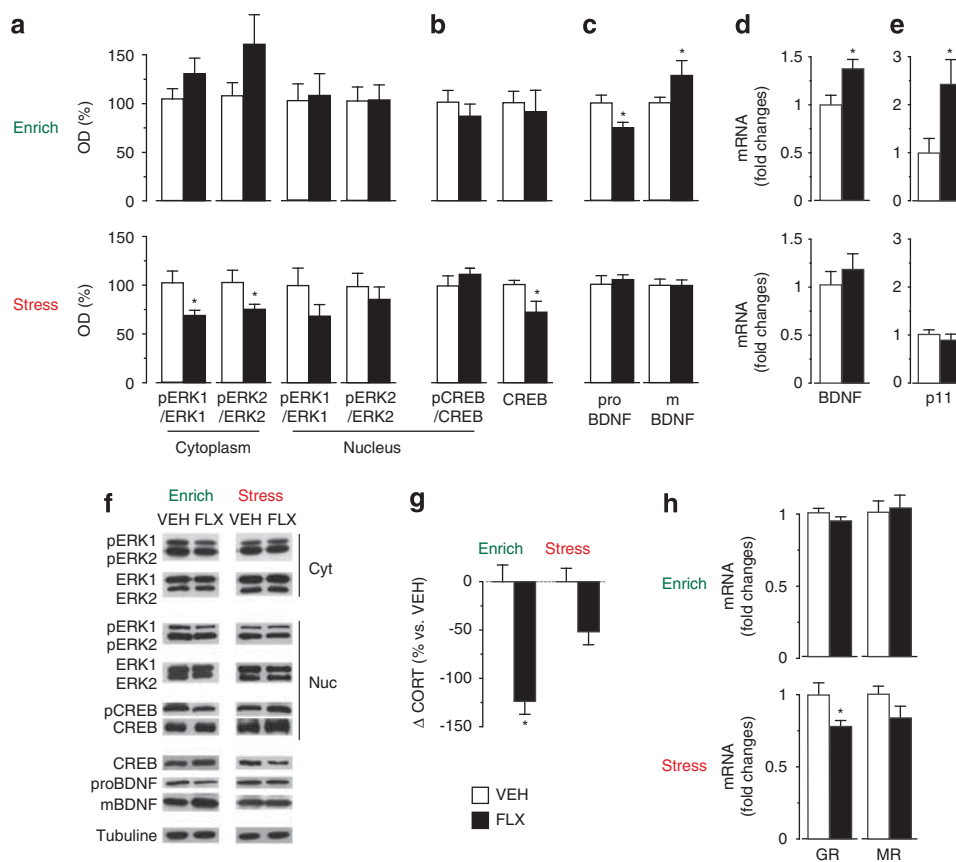 a b c d e
Enrich
OD (%)
150
100
50
0
mRNA
(fold changes)
1.5
1
0.5
0
3
2
1
0
* * * *
Stress
OD (%)
150
100
50
0
mRNA
(fold changes)
1.5
1
0.5
0
3
2
1
0
* * *
pERK1 pERK2 pERK1 pERK2 pCREB CREB pro m BDNF p11
/ERK1 /ERK2 /ERK1 /ERK2 /CREB BDNF BDNF
Cytoplasm Nucleus
f g h
Enrich Stress
VEH FLX VEH FLX
pERK1
pERK2
ERK1
ERK2
Cyt
pERK1
pERK2
ERK1
ERK2
pCREB
CREB
Nuc
CREB
proBDNF
mBDNF
Tubuline
Enrich Stress
Δ CORT (% vs. VEH)
50
0
-50
-100
-150
*
VEH
FLX
Enrich
mRNA
(fold changes)
1
0.5
0
Stress
mRNA
(fold changes)
1
0.5
0
*
GR MR